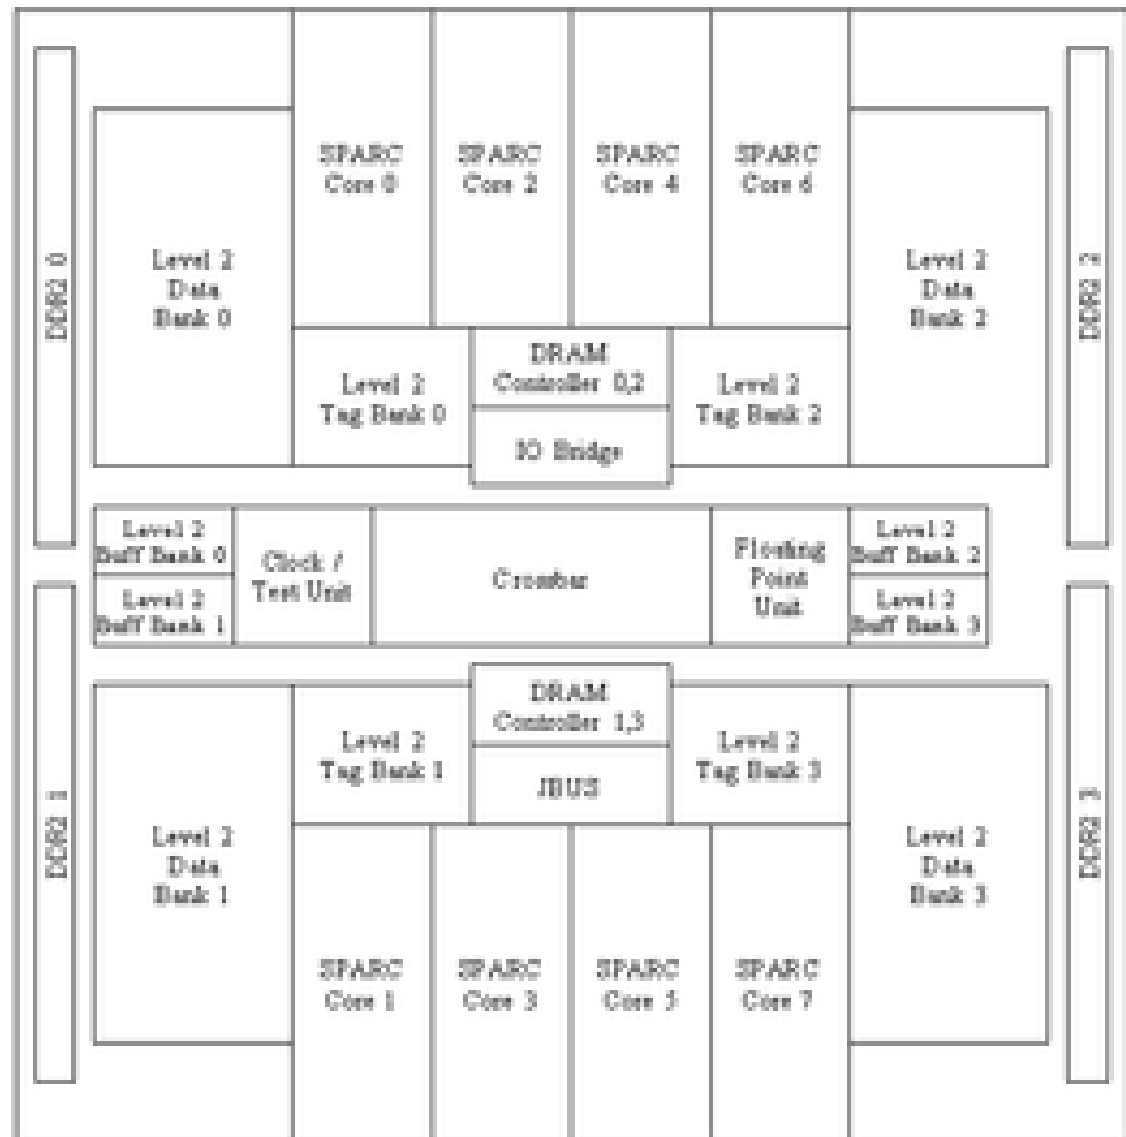 SPARC
Core 0
SPARC
Core 2
SPARC
Core 4
SPARC
Core 6
DDR2 0
Level 2
Data
Bank 0
Level 2
Data
Bank 2
DDR2 2
Level 2
Tag Bank 0
DRAM
Controller 0,2
IO Bridge
Level 2
Tag Bank 2
Level 2
Buff Bank 0
Level 2
Buff Bank 1
Clock /
Test Unit
Crossbar
Floating
Point
Unit
Level 2
Buff Bank 2
Level 2
Buff Bank 3
DDR2 1
Level 2
Data
Bank 1
Level 2
Tag Bank 1
DRAM
Controller 1,3
JBUS
Level 2
Tag Bank 3
Level 2
Data
Bank 3
DDR2 3
SPARC
Core 1
SPARC
Core 3
SPARC
Core 5
SPARC
Core 7